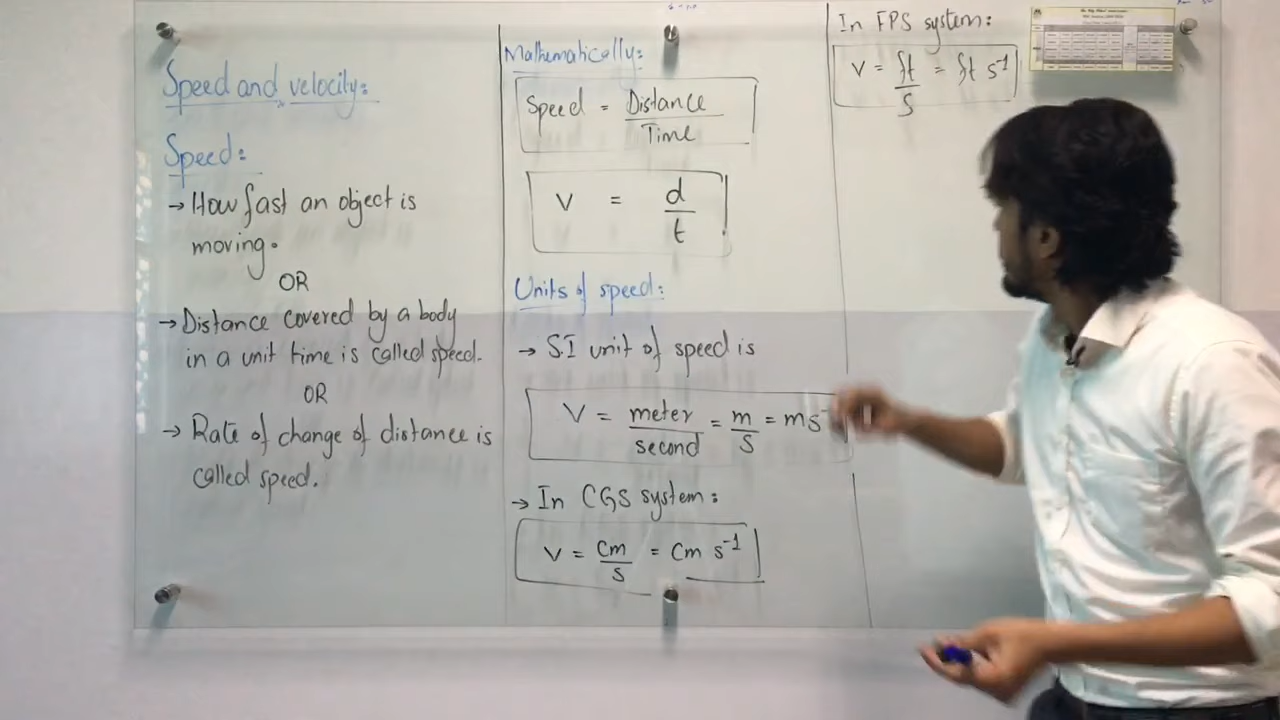 Speed and velocity:
Speed:
→ How fast an object is
moving.
OR
→ Distance covered by a body
in a unit time is called speed.
OR
→ Rate of change of distance is
called speed.
Mathematically:
Speed = Distance / Time
V = d / t
Units of speed:
→ S.I unit of speed is
V = meter / second = m / s = ms
→ In CGS system:
V = cm / s = cm s⁻¹
In FPS system:
V = ft / s = ft s⁻¹